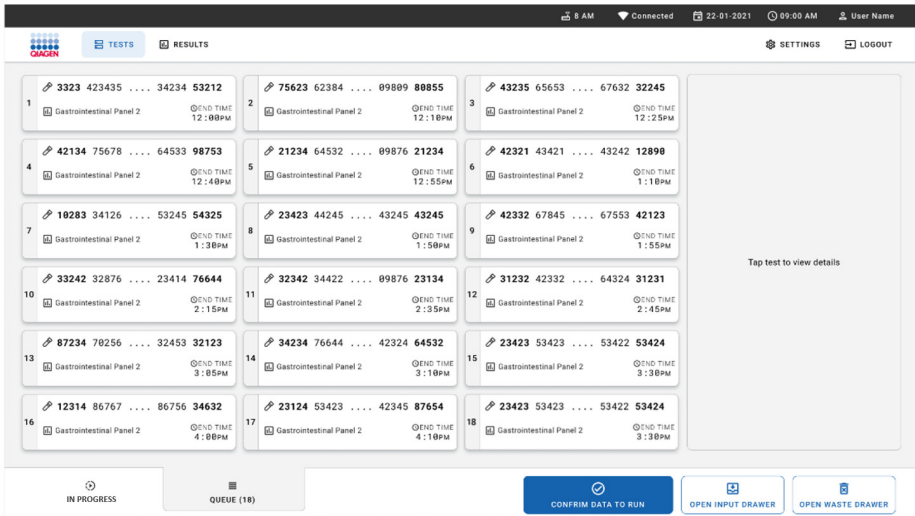 8 AM Connected 22-01-2021 09:00 AM User Name
QIAGEN TESTS RESULTS SETTINGS LOGOUT
1 3323 423435 .... 34234 53212
Gastrointestinal Panel 2 END TIME
12:00PM
2 75623 62384 .... 09809 80855
Gastrointestinal Panel 2 END TIME
12:10PM
3 43235 65653 .... 67632 32245
Gastrointestinal Panel 2 END TIME
12:25PM
4 42134 75678 .... 64533 98753
Gastrointestinal Panel 2 END TIME
12:40PM
5 21234 64532 .... 09876 21234
Gastrointestinal Panel 2 END TIME
12:55PM
6 42321 43421 .... 43242 12890
Gastrointestinal Panel 2 END TIME
1:10PM
7 10283 34126 .... 53245 54325
Gastrointestinal Panel 2 END TIME
1:30PM
8 23423 44245 .... 43245 43245
Gastrointestinal Panel 2 END TIME
1:50PM
9 42332 67845 .... 67553 42123
Gastrointestinal Panel 2 END TIME
1:55PM
Tap test to view details
10 33242 32876 .... 23414 76644
Gastrointestinal Panel 2 END TIME
2:15PM
11 32342 34422 .... 09876 23134
Gastrointestinal Panel 2 END TIME
2:35PM
12 31232 42332 .... 64324 31231
Gastrointestinal Panel 2 END TIME
2:45PM
13 87234 70256 .... 32453 32123
Gastrointestinal Panel 2 END TIME
3:05PM
14 34234 76644 .... 42324 64532
Gastrointestinal Panel 2 END TIME
3:10PM
15 23423 53423 .... 53422 53424
Gastrointestinal Panel 2 END TIME
3:30PM
16 12314 86767 .... 86756 34632
Gastrointestinal Panel 2 END TIME
4:00PM
17 23124 53423 .... 42345 87654
Gastrointestinal Panel 2 END TIME
4:10PM
18 23423 53423 .... 53422 53424
Gastrointestinal Panel 2 END TIME
3:30PM
IN PROGRESS QUEUE (18) CONFRIM DATA TO RUN OPEN INPUT DRAWER OPEN WASTE DRAWER